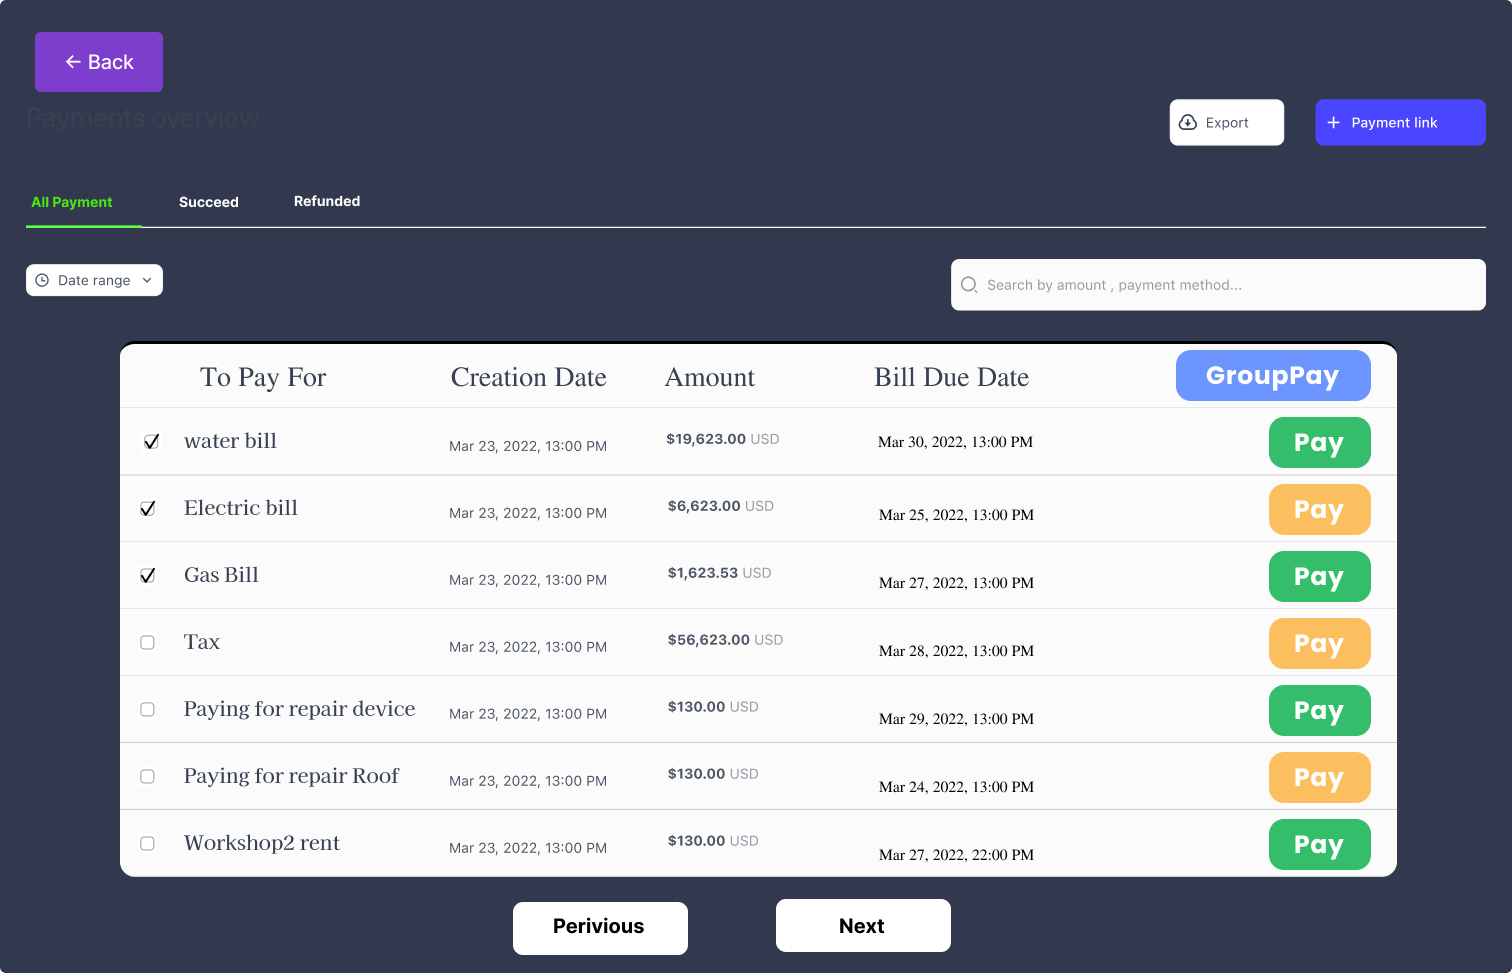 Back
Payments overview
Export
Payment link
All Payment Succeed Refunded
Date range
Search by amount , payment method...
To Pay For Creation Date Amount Bill Due Date GroupPay
water bill Mar 23, 2022, 13:00 PM $19,623.00 USD Mar 30, 2022, 13:00 PM Pay
Electric bill Mar 23, 2022, 13:00 PM $6,623.00 USD Mar 25, 2022, 13:00 PM Pay
Gas Bill Mar 23, 2022, 13:00 PM $1,623.53 USD Mar 27, 2022, 13:00 PM Pay
Tax Mar 23, 2022, 13:00 PM $56,623.00 USD Mar 28, 2022, 13:00 PM Pay
Paying for repair device Mar 23, 2022, 13:00 PM $130.00 USD Mar 29, 2022, 13:00 PM Pay
Paying for repair Roof Mar 23, 2022, 13:00 PM $130.00 USD Mar 24, 2022, 13:00 PM Pay
Workshop2 rent Mar 23, 2022, 13:00 PM $130.00 USD Mar 27, 2022, 22:00 PM Pay
Perivious Next